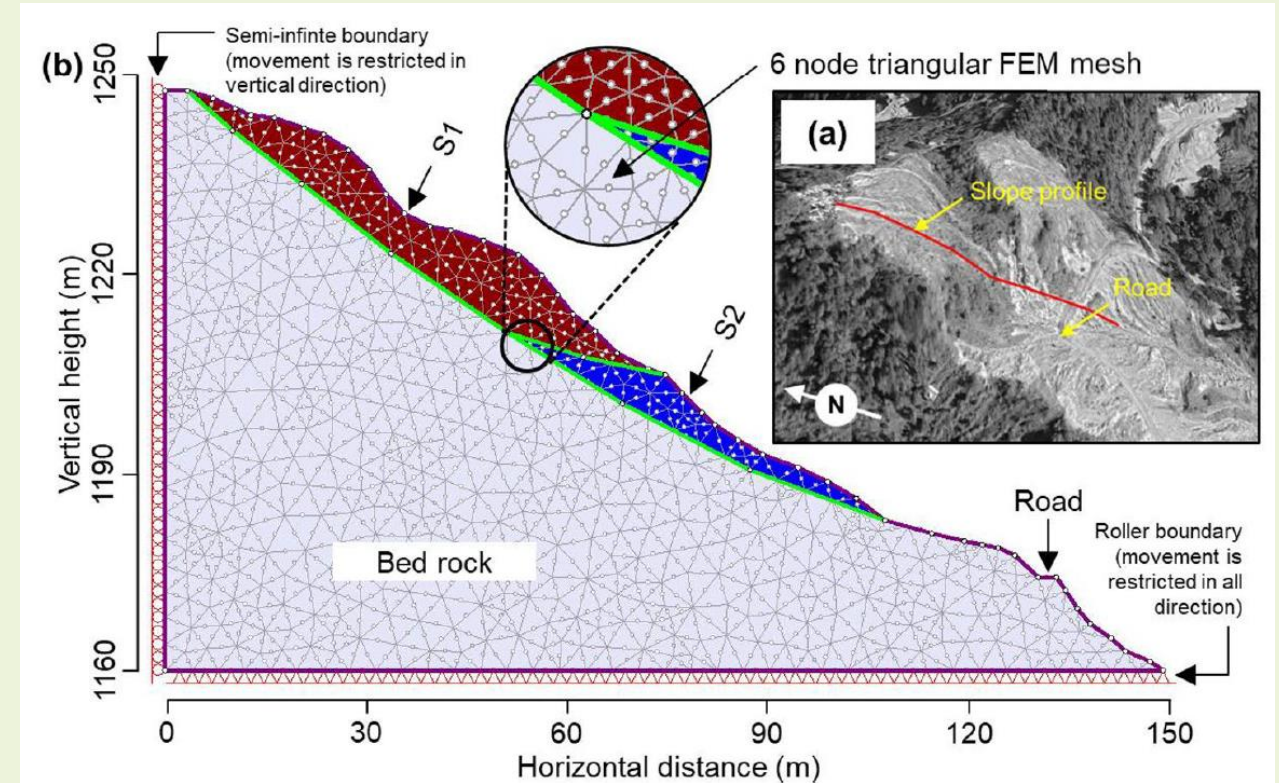 (b)
Semi-infinte boundary
(movement is restricted in
vertical direction)
6 node triangular FEM mesh
(a)
Slope profile
Road
N
S1
S2
Road
Roller boundary
(movement is
restricted in all
direction)
Bed rock
Vertical height (m)
1250
1220
1190
1160
0 30 60 90 120 150
Horizontal distance (m)